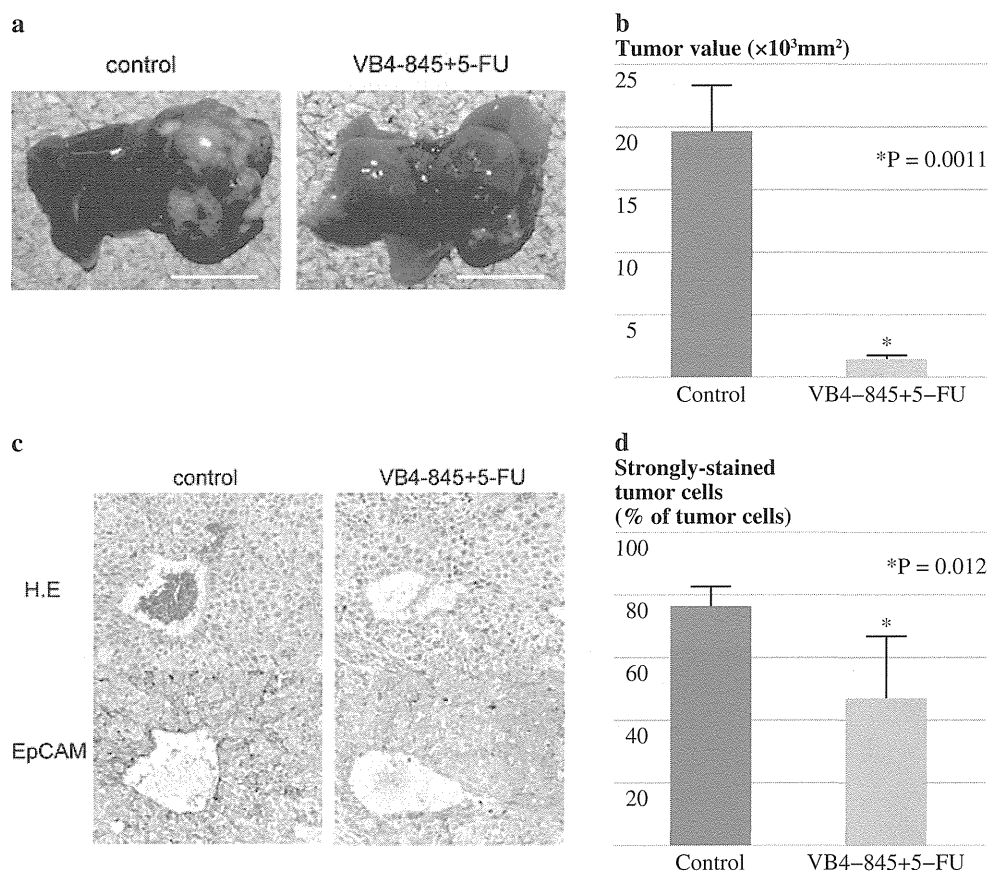 a
control
VB4-845+5-FU
b
Tumor value (×10³mm²)
25
20
*P = 0.0011
15
10
5
*
Control
VB4–845+5–FU
c
control
VB4-845+5-FU
H.E
EpCAM
d
Strongly-stained
tumor cells
(% of tumor cells)
100
*P = 0.012
80
*
60
40
20
Control
VB4–845+5–FU